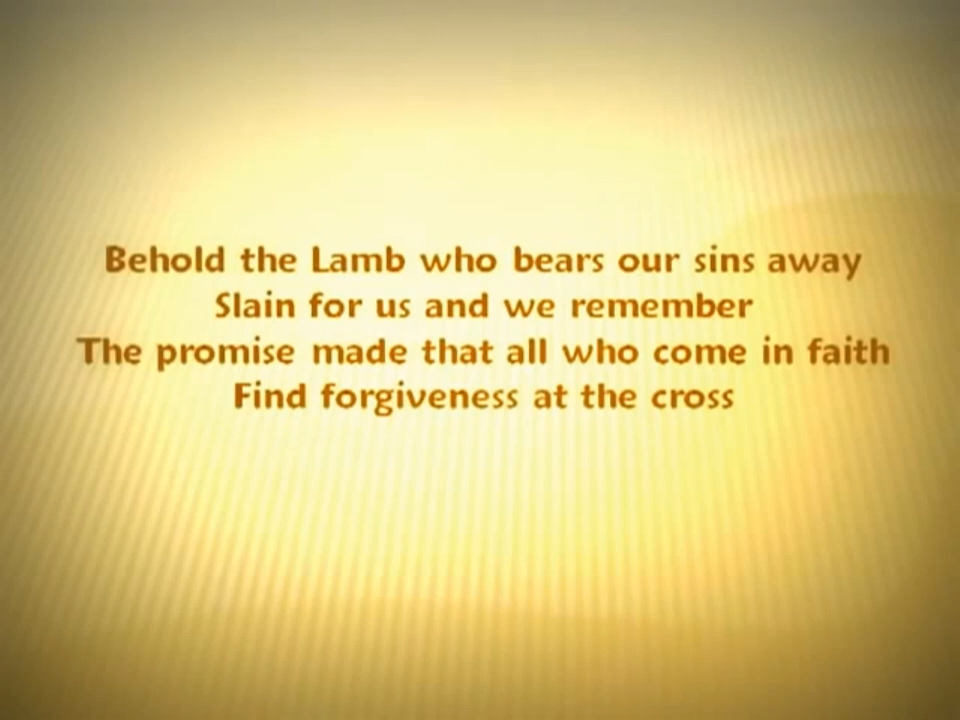 Behold the Lamb who bears our sins away
Slain for us and we remember
The promise made that all who come in faith
Find forgiveness at the cross